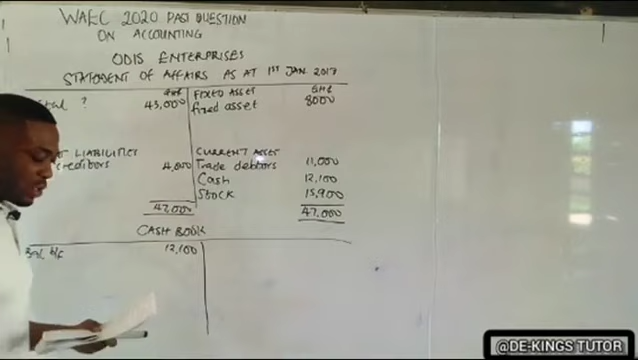 WAEC 2020 PAST QUESTION
ON ACCOUNTING
ODIS ENTERPRISES
STATEMENT OF AFFAIRS AS AT 1ST JAN 2017
GH¢ FIXED ASSET GH¢
? 43,000 fixed asset 8000
LIABILITIES CURRENT ASSET
creditors 4,000 Trade debtors 11,000
Cash 12,100
Stock 15,900
47,000 47,000
CASH BOOK
Bal b/f 12,100
@DE-KINGS TUTOR